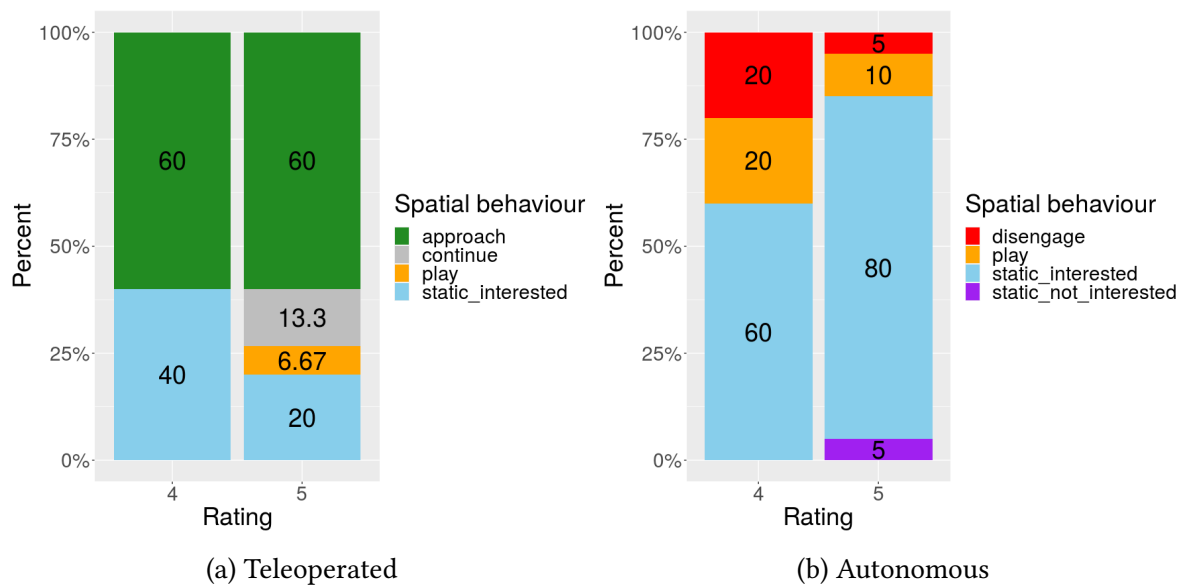 100%
75%
50%
25%
0%
Percent
60
40
60
13.3
6.67
20
4
5
Rating
Spatial behaviour
approach
continue
play
static_interested
(a) Teleoperated
100%
75%
50%
25%
0%
Percent
20
20
60
5
10
80
5
4
5
Rating
Spatial behaviour
disengage
play
static_interested
static_not_interested
(b) Autonomous